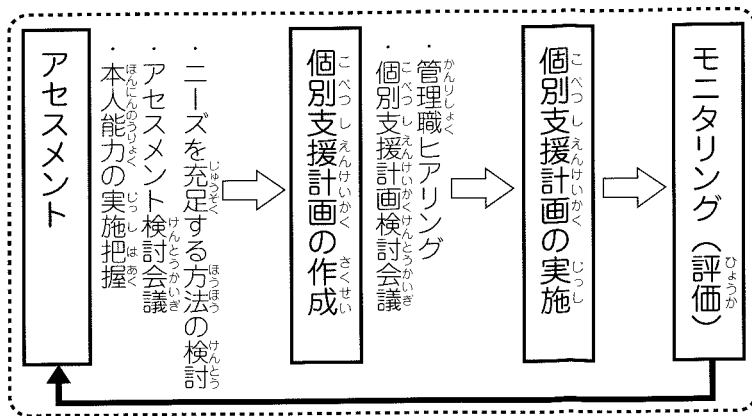 アセスメント
・ニーズを充足する方法の検討
・アセスメント検討会議
・本人能力の実施把握
個別支援計画の作成
・管理職ヒアリング
・個別支援計画検討会議
個別支援計画の実施
モニタリング（評価）